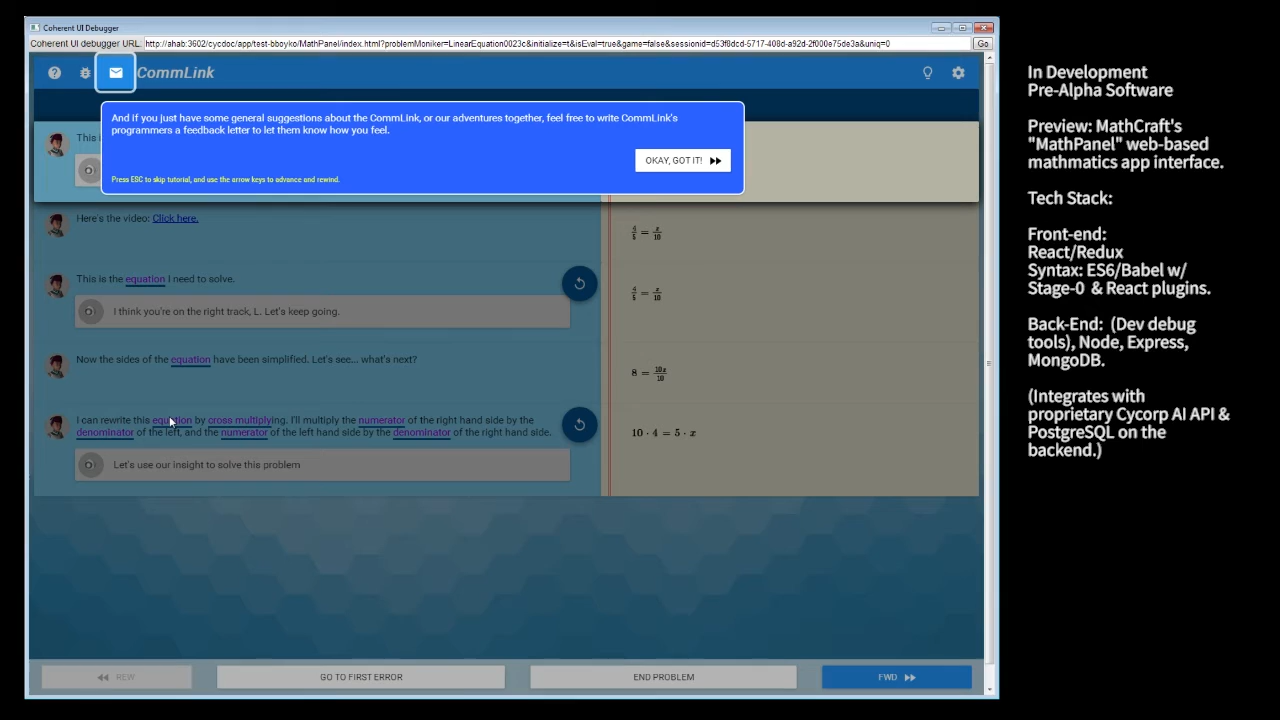 Coherent UI Debugger
Coherent UI debugger URL: http://ahab:3602/cycdoc/app/test-bboyko/MathPanel/index.html?problemMoniker=LinearEquation0023c&initialize=t&isEval=true&game=false&sessionid=d53f8dcd-5717-408d-a92d-2f000e75de3a&uniq=0 Go
CommLink
And if you just have some general suggestions about the CommLink, or our adventures together, feel free to write CommLink's
programmers a feedback letter to let them know how you feel.
OKAY, GOT IT!
Press ESC to skip tutorial, and use the arrow keys to advance and rewind.
Here's the video: Click here.
4/5 = x/10
This is the equation I need to solve.
4/5 = x/10
I think you're on the right track, L. Let's keep going.
Now the sides of the equation have been simplified. Let's see... what's next?
8 = 10x/10
I can rewrite this equation by cross multiplying. I'll multiply the numerator of the right hand side by the
denominator of the left, and the numerator of the left hand side by the denominator of the right hand side.
10 · 4 = 5 · x
Let's use our insight to solve this problem
REW
GO TO FIRST ERROR
END PROBLEM
FWD
In Development
Pre-Alpha Software
Preview: MathCraft's
"MathPanel" web-based
mathmatics app interface.
Tech Stack:
Front-end:
React/Redux
Syntax: ES6/Babel w/
Stage-0 & React plugins.
Back-End: (Dev debug
tools), Node, Express,
MongoDB.
(Integrates with
proprietary Cycorp AI API &
PostgreSQL on the
backend.)